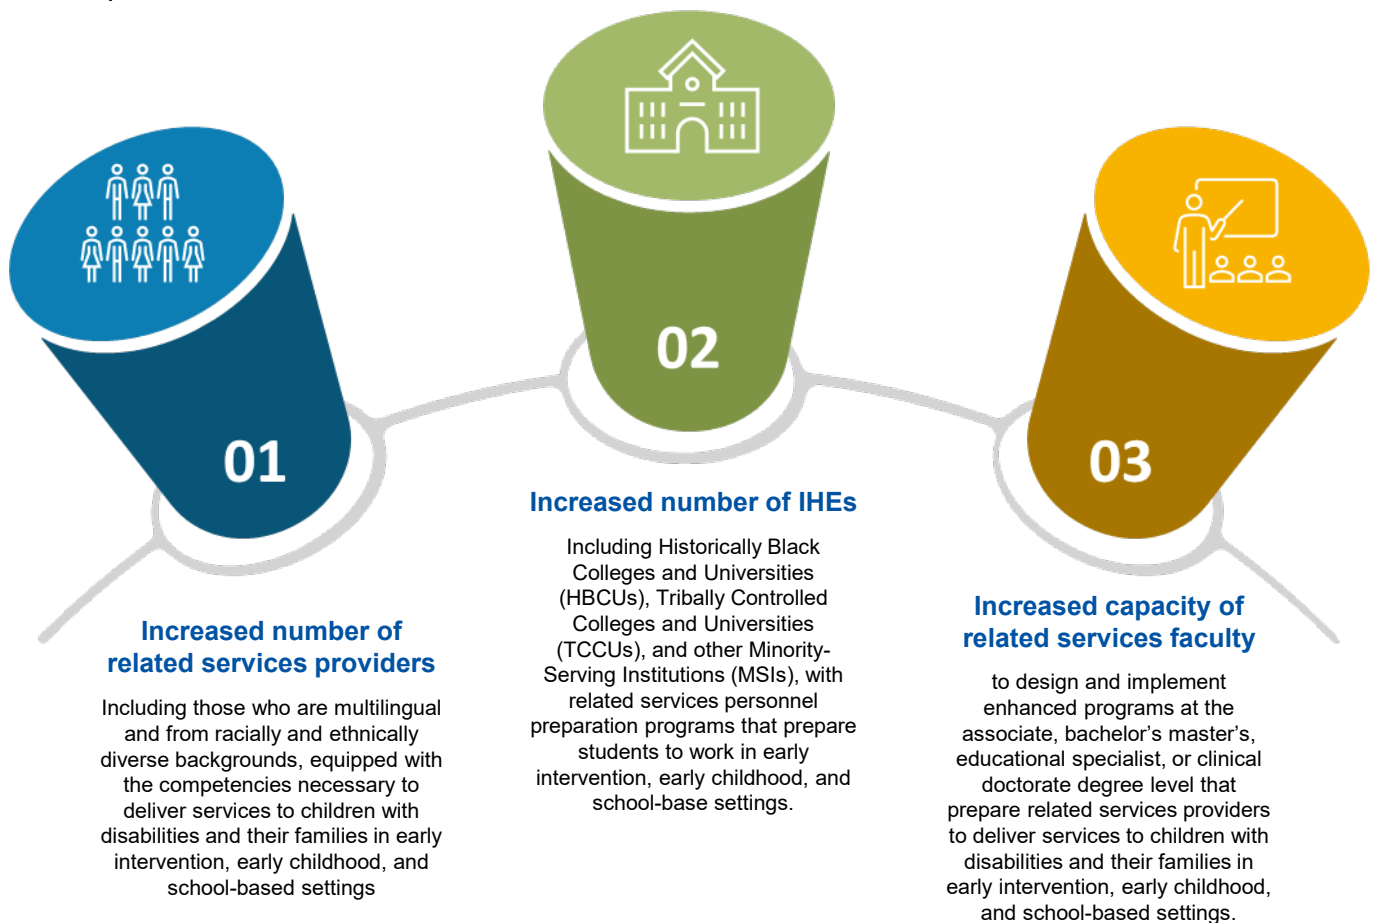 01
Increased number of
related services providers
Including those who are multilingual
and from racially and ethnically
diverse backgrounds, equipped with
the competencies necessary to
deliver services to children with
disabilities and their families in early
intervention, early childhood, and
school-based settings
02
Increased number of IHEs
Including Historically Black
Colleges and Universities
(HBCUs), Tribally Controlled
Colleges and Universities
(TCCUs), and other Minority-
Serving Institutions (MSIs), with
related services personnel
preparation programs that prepare
students to work in early
intervention, early childhood, and
school-base settings.
03
Increased capacity of
related services faculty
to design and implement
enhanced programs at the
associate, bachelor’s master’s,
educational specialist, or clinical
doctorate degree level that
prepare related services providers
to deliver services to children with
disabilities and their families in
early intervention, early childhood,
and school-based settings.